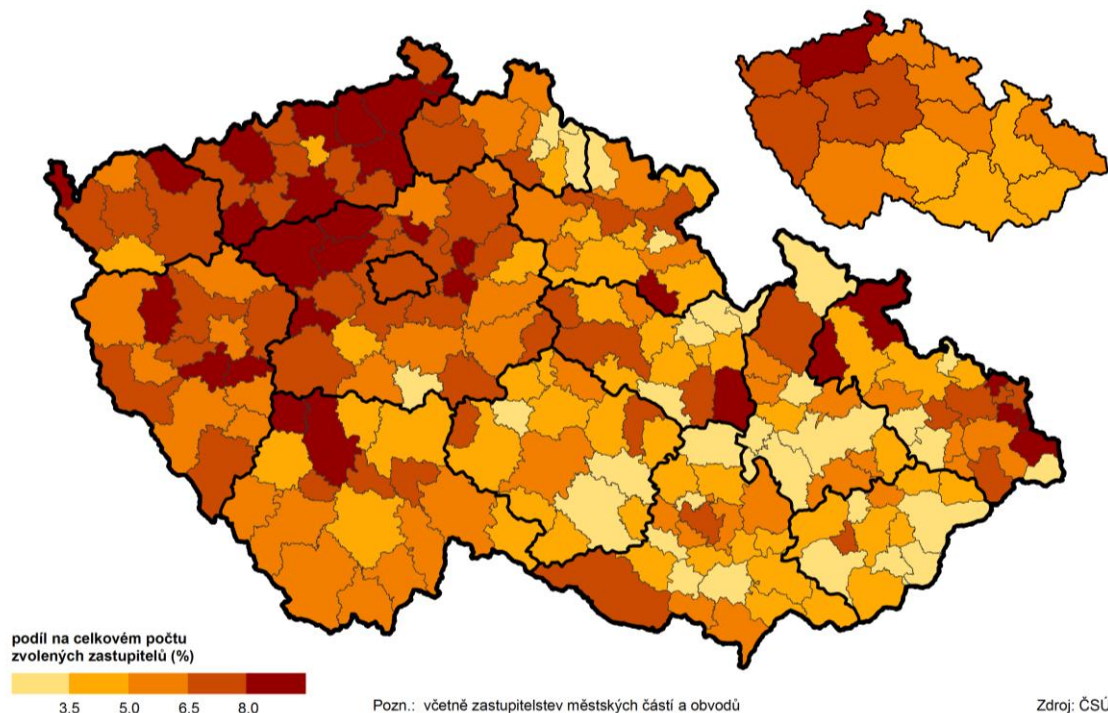 podíl na celkovém počtu
zvolených zastupitelů (%)
3.5 5.0 6.5 8.0
Pozn.: včetně zastupitelstev městských částí a obvodů
Zdroj: ČSÚ